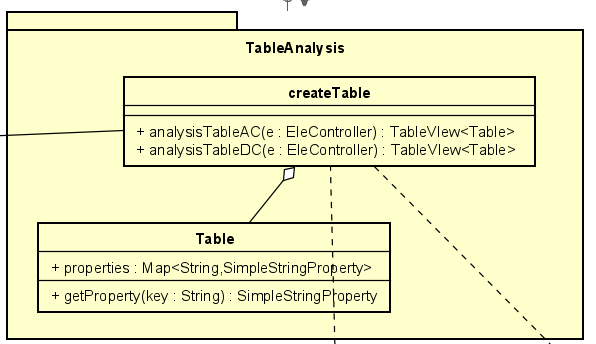 TableAnalysis
createTable
+ analysisTableAC(e : EleController) : TableVIew<Table>
+ analysisTableDC(e : EleController) : TableVIew<Table>
Table
+ properties : Map<String,SimpleStringProperty>
+ getProperty(key : String) : SimpleStringProperty